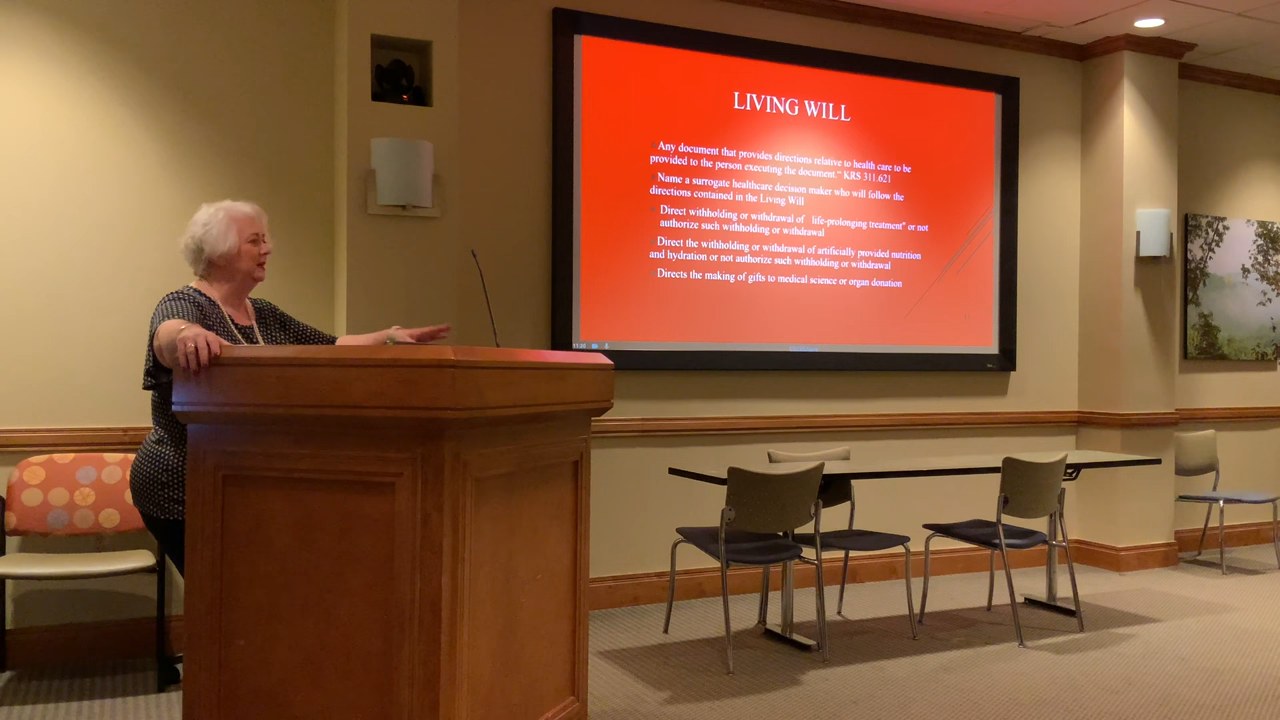 LIVING WILL
Any document that provides directions relative to health care to be
provided to the person executing the document." KRS 311.621
Name a surrogate healthcare decision maker who will follow the
directions contained in the Living Will
Direct withholding or withdrawal of life-prolonging treatment" or not
authorize such withholding or withdrawal
Direct the withholding or withdrawal of artificially provided nutrition
and hydration or not authorize such withholding or withdrawal
Directs the making of gifts to medical science or organ donation